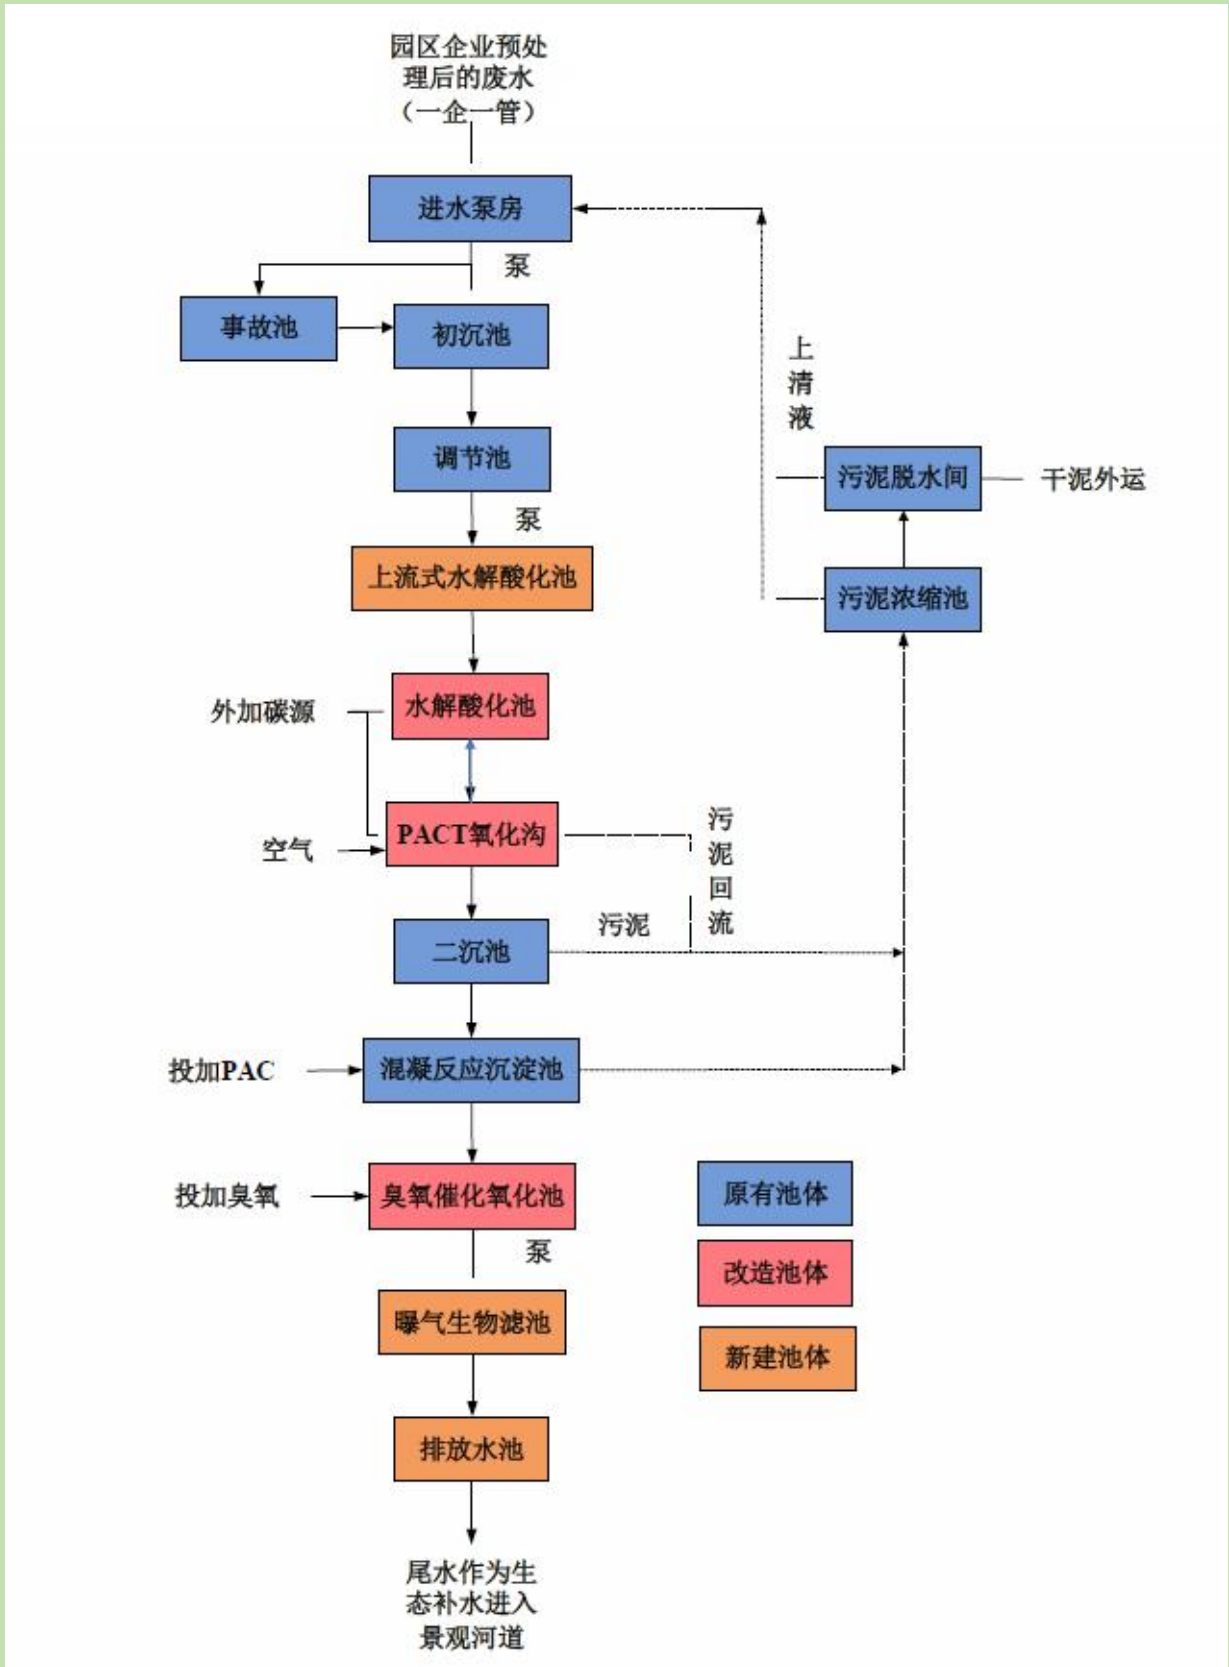 园区企业预处
理后的废水
（一企一管）
进水泵房
泵
事故池
初沉池
上
清
液
调节池
污泥脱水间
干泥外运
泵
上流式水解酸化池
污泥浓缩池
水解酸化池
外加碳源
PACT氧化沟
空气
污
泥
回
流
污泥
二沉池
投加PAC
混凝反应沉淀池
投加臭氧
臭氧催化氧化池
原有池体
泵
改造池体
曝气生物滤池
新建池体
排放水池
尾水作为生
态补水进入
景观河道